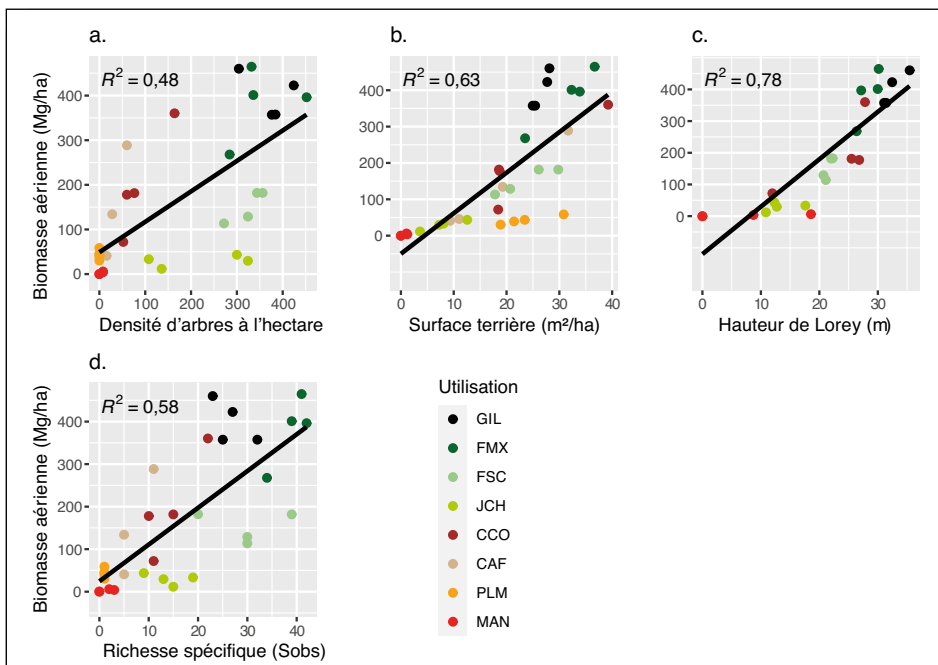 a.
R² = 0,48
Biomasse aérienne (Mg/ha)
400
300
200
100
0
0
100
200
300
400
Densité d'arbres à l'hectare
b.
R² = 0,63
400
300
200
100
0
0
10
20
30
40
Surface terrière (m²/ha)
c.
R² = 0,78
400
300
200
100
0
0
10
20
30
Hauteur de Lorey (m)
d.
R² = 0,58
Biomasse aérienne (Mg/ha)
400
300
200
100
0
0
10
20
30
40
Richesse spécifique (Sobs)
Utilisation
GIL
FMX
FSC
JCH
CCO
CAF
PLM
MAN